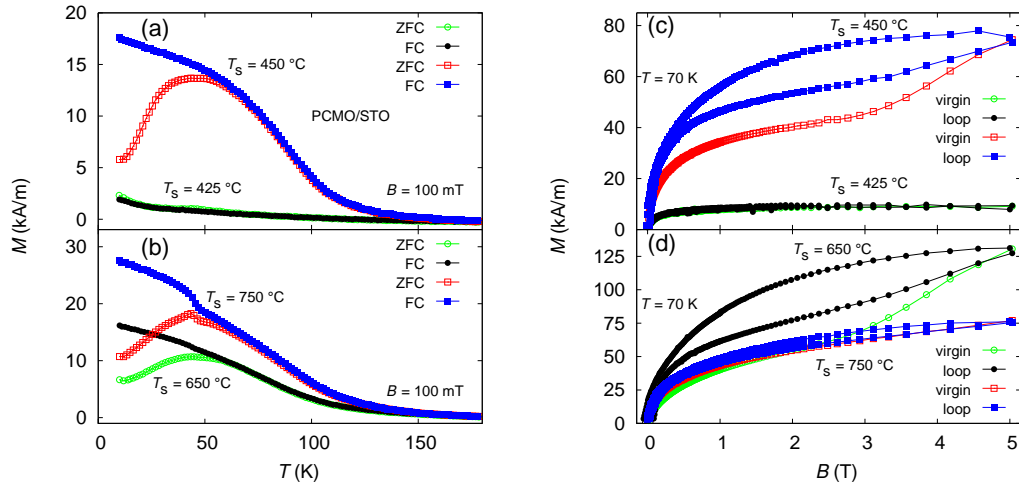 (a)
ZFC
FC
ZFC
FC
T_S = 450 °C
PCMO/STO
T_S = 425 °C
B = 100 mT
20
15
10
5
0
M (kA/m)
(b)
ZFC
FC
ZFC
FC
T_S = 750 °C
T_S = 650 °C
B = 100 mT
30
20
10
0
0 50 100 150
T (K)
(c)
T_S = 450 °C
T = 70 K
virgin
loop
virgin
loop
T_S = 425 °C
80
60
40
20
0
M (kA/m)
(d)
T_S = 650 °C
T = 70 K
T_S = 750 °C
virgin
loop
virgin
loop
125
100
75
50
25
0
0 1 2 3 4 5
B (T)